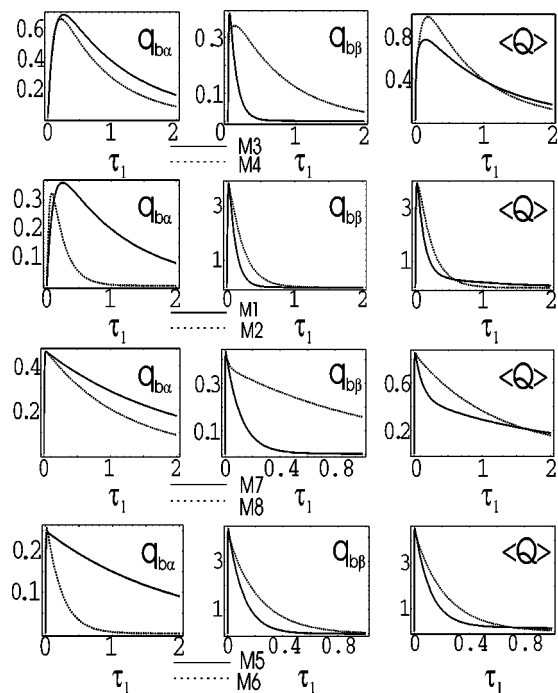 0.6 0.4 0.2 q_bα 0 1 2 τ_1
0.3 0.1 q_bβ 0 1 2 τ_1
0.8 0.4 <Q> 0 1 2 τ_1
M3
M4
0.3 0.2 0.1 q_bα 0 1 2 τ_1
3 1 q_bβ 0 1 2 τ_1
3 1 <Q> 0 1 2 τ_1
M1
M2
0.4 0.2 q_bα 0 1 2 τ_1
0.3 0.1 q_bβ 0 0.4 0.8 τ_1
0.6 0.2 <Q> 0 1 2 τ_1
M7
M8
0.2 0.1 q_bα 0 1 2 τ_1
3 1 q_bβ 0 0.4 0.8 τ_1
3 1 <Q> 0 0.4 0.8 τ_1
M5
M6